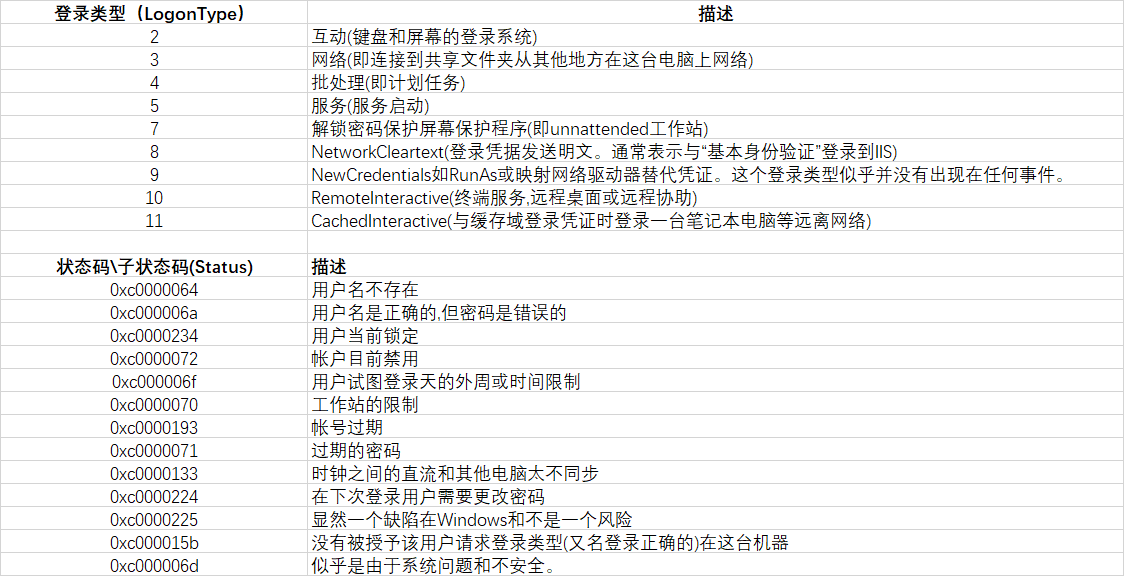 登录类型（LogonType） 描述
2 互动(键盘和屏幕的登录系统)
3 网络(即连接到共享文件夹从其他地方在这台电脑上网络)
4 批处理(即计划任务)
5 服务(服务启动)
7 解锁密码保护屏幕保护程序(即unnattended工作站)
8 NetworkCleartext(登录凭据发送明文。通常表示与“基本身份验证”登录到IIS)
9 NewCredentials如RunAs或映射网络驱动器替代凭证。这个登录类型似乎并没有出现在任何事件。
10 RemoteInteractive(终端服务,远程桌面或远程协助)
11 CachedInteractive(与缓存域登录凭证时登录一台笔记本电脑等远离网络)
状态码\子状态码(Status) 描述
0xc0000064 用户名不存在
0xc000006a 用户名是正确的,但密码是错误的
0xc0000234 用户当前锁定
0xc0000072 帐户目前禁用
0xc000006f 用户试图登录天的外周或时间限制
0xc0000070 工作站的限制
0xc0000193 帐号过期
0xc0000071 过期的密码
0xc0000133 时钟之间的直流和其他电脑太不同步
0xc0000224 在下次登录用户需要更改密码
0xc0000225 显然一个缺陷在Windows和不是一个风险
0xc000015b 没有被授予该用户请求登录类型(又名登录正确的)在这台机器
0xc000006d 似乎是由于系统问题和不安全。